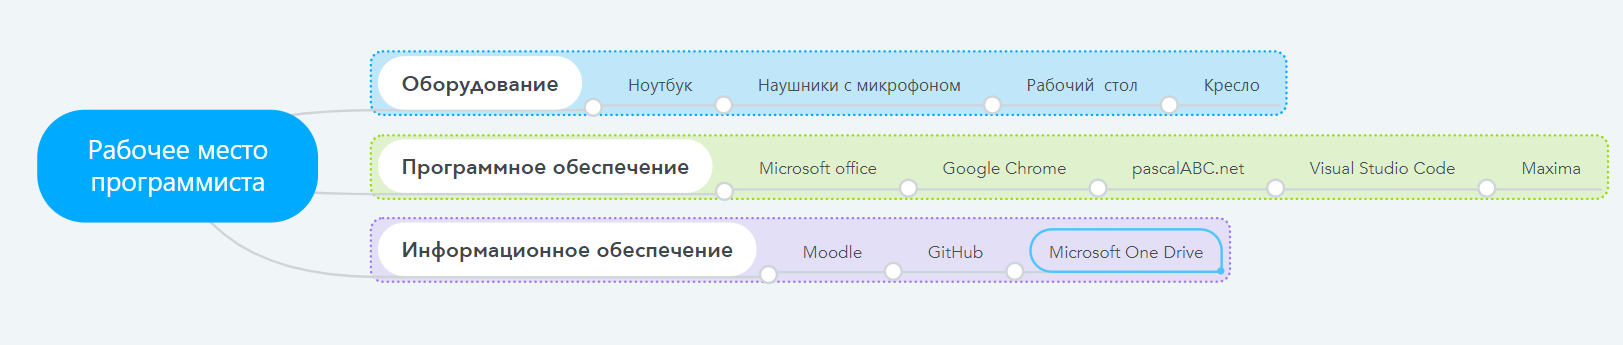 Рабочее место
программиста
Оборудование Ноутбук Наушники с микрофоном Рабочий стол Кресло
Программное обеспечение Microsoft office Google Chrome pascalABC.net Visual Studio Code Maxima
Информационное обеспечение Moodle GitHub Microsoft One Drive